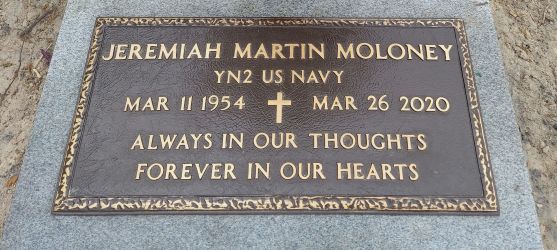 JEREMIAH MARTIN MOLONEY
YN2 US NAVY
MAR 11 1954 MAR 26 2020
ALWAYS IN OUR THOUGHTS
FOREVER IN OUR HEARTS